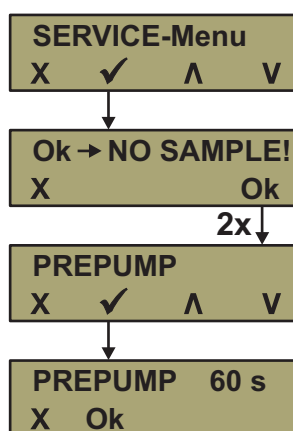 SERVICE-Menu
X ✓ Λ V
Ok → NO SAMPLE!
X Ok
2x
PREPUMP
X ✓ Λ V
PREPUMP 60 s
X Ok